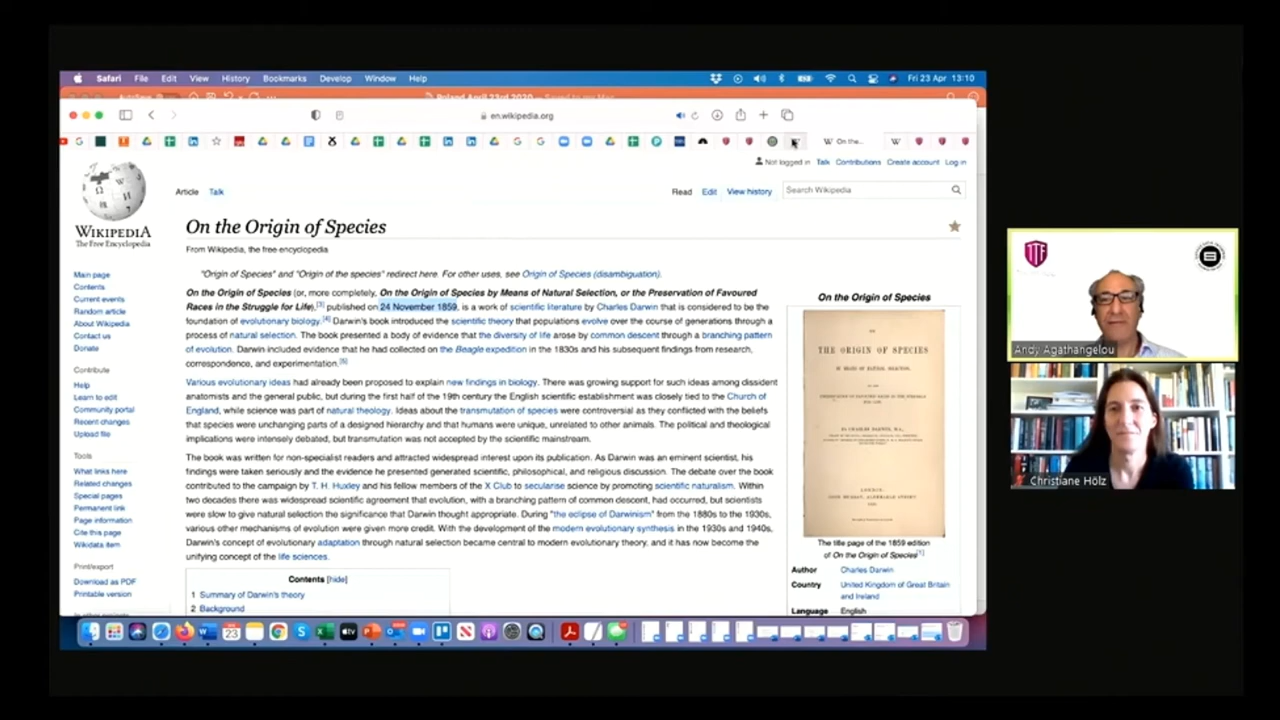 Safari File Edit View History Bookmarks Develop Window Help
Fri 23 Apr 13:10
Poland April 23rd 2020 — Saved to my Mac
en.wikipedia.org
On the...
Not logged in Talk Contributions Create account Log in
Article Talk
Read Edit View history
Search Wikipedia
WIKIPEDIA
The Free Encyclopedia
Main page
Contents
Current events
Random article
About Wikipedia
Contact us
Donate
Contribute
Help
Learn to edit
Community portal
Recent changes
Upload file
Tools
What links here
Related changes
Special pages
Permanent link
Page information
Cite this page
Wikidata item
Print/export
Download as PDF
Printable version
On the Origin of Species
From Wikipedia, the free encyclopedia
"Origin of Species" and "Origin of the species" redirect here. For other uses, see Origin of Species (disambiguation).
On the Origin of Species (or, more completely, On the Origin of Species by Means of Natural Selection, or the Preservation of Favoured
Races in the Struggle for Life),[3] published on 24 November 1859, is a work of scientific literature by Charles Darwin that is considered to be the
foundation of evolutionary biology.[4] Darwin's book introduced the scientific theory that populations evolve over the course of generations through a
process of natural selection. The book presented a body of evidence that the diversity of life arose by common descent through a branching pattern
of evolution. Darwin included evidence that he had collected on the Beagle expedition in the 1830s and his subsequent findings from research,
correspondence, and experimentation.[5]
Various evolutionary ideas had already been proposed to explain new findings in biology. There was growing support for such ideas among dissident
anatomists and the general public, but during the first half of the 19th century the English scientific establishment was closely tied to the Church of
England, while science was part of natural theology. Ideas about the transmutation of species were controversial as they conflicted with the beliefs
that species were unchanging parts of a designed hierarchy and that humans were unique, unrelated to other animals. The political and theological
implications were intensely debated, but transmutation was not accepted by the scientific mainstream.
The book was written for non-specialist readers and attracted widespread interest upon its publication. As Darwin was an eminent scientist, his
findings were taken seriously and the evidence he presented generated scientific, philosophical, and religious discussion. The debate over the book
contributed to the campaign by T. H. Huxley and his fellow members of the X Club to secularise science by promoting scientific naturalism. Within
two decades there was widespread scientific agreement that evolution, with a branching pattern of common descent, had occurred, but scientists
were slow to give natural selection the significance that Darwin thought appropriate. During "the eclipse of Darwinism" from the 1880s to the 1930s,
various other mechanisms of evolution were given more credit. With the development of the modern evolutionary synthesis in the 1930s and 1940s,
Darwin's concept of evolutionary adaptation through natural selection became central to modern evolutionary theory, and it has now become the
unifying concept of the life sciences.
Contents [hide]
1 Summary of Darwin's theory
2 Background
On the Origin of Species
THE ORIGIN OF SPECIES
BY MEANS OF NATURAL SELECTION,
BY CHARLES DARWIN, M.A.,
LONDON:
The title page of the 1859 edition
of On the Origin of Species[1]
Author Charles Darwin
Country United Kingdom of Great Britain
and Ireland
Language English
TTF
Andy Agathangelou
Christiane Hölz
23